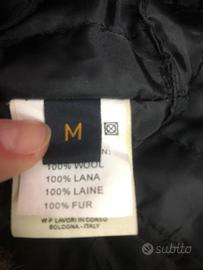 M
100% WOOL
100% LANA
100% LAINE
100% FUR
W·P LAVORI IN CORSO
BOLOGNA - ITALY
subito